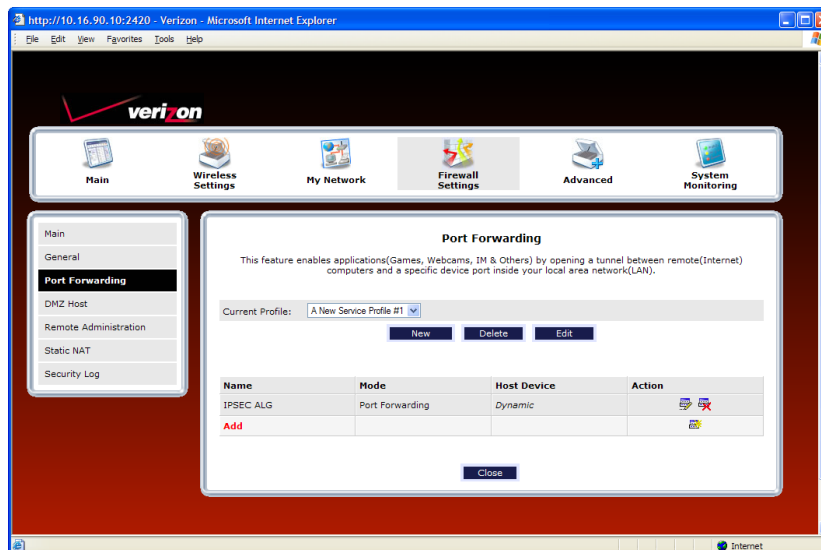 http://10.16.90.10:2420 - Verizon - Microsoft Internet Explorer
File Edit View Favorites Tools Help
verizon
Main
Wireless Settings
My Network
Firewall Settings
Advanced
System Monitoring
Main
General
Port Forwarding
DMZ Host
Remote Administration
Static NAT
Security Log
Port Forwarding
This feature enables applications(Games, Webcams, IM & Others) by opening a tunnel between remote(Internet)
computers and a specific device port inside your local area network(LAN).
Current Profile: A New Service Profile #1
New Delete Edit
Name Mode Host Device Action
IPSEC ALG Port Forwarding Dynamic
Add
Close
Internet